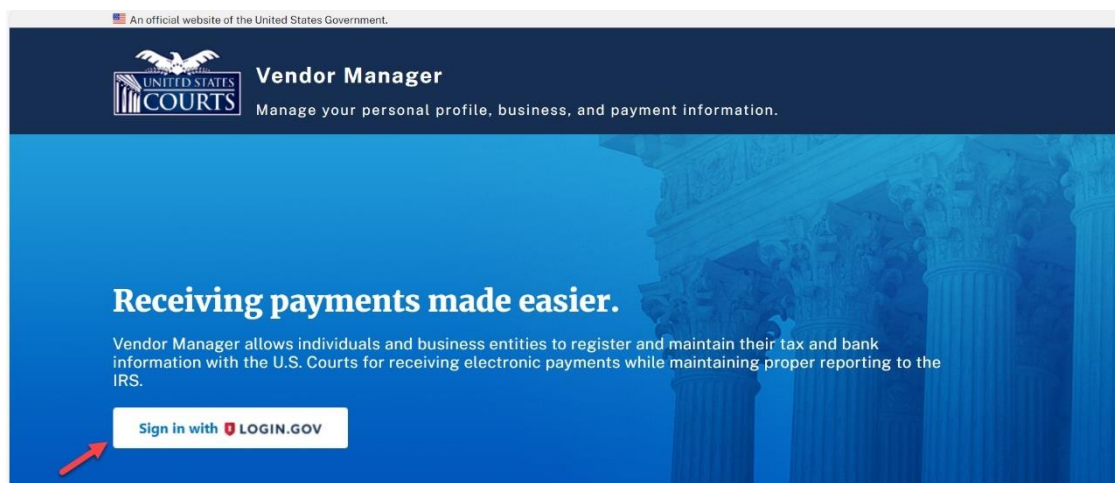 An official website of the United States Government.
UNITED STATES
COURTS
Vendor Manager
Manage your personal profile, business, and payment information.
Receiving payments made easier.
Vendor Manager allows individuals and business entities to register and maintain their tax and bank
information with the U.S. Courts for receiving electronic payments while maintaining proper reporting to the
IRS.
Sign in with LOGIN.GOV